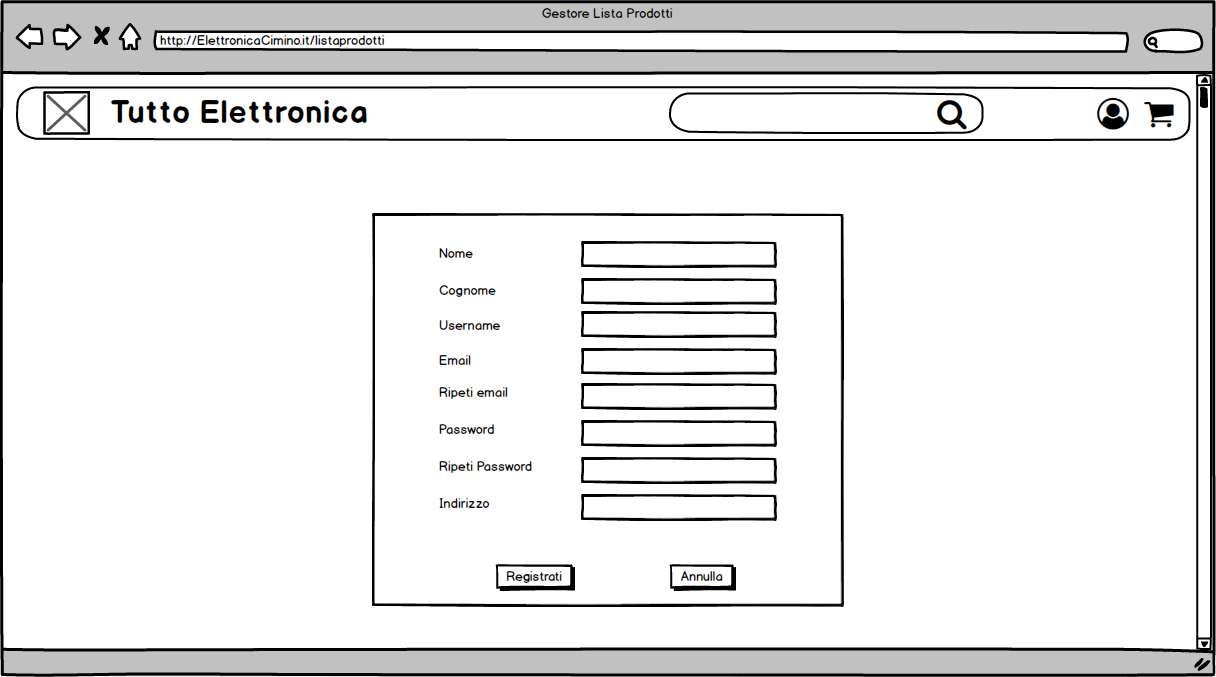 Gestore Lista Prodotti
http://ElettronicaCimino.it/listaprodotti
Tutto Elettronica
Nome
Cognome
Username
Email
Ripeti email
Password
Ripeti Password
Indirizzo
Registrati
Annulla